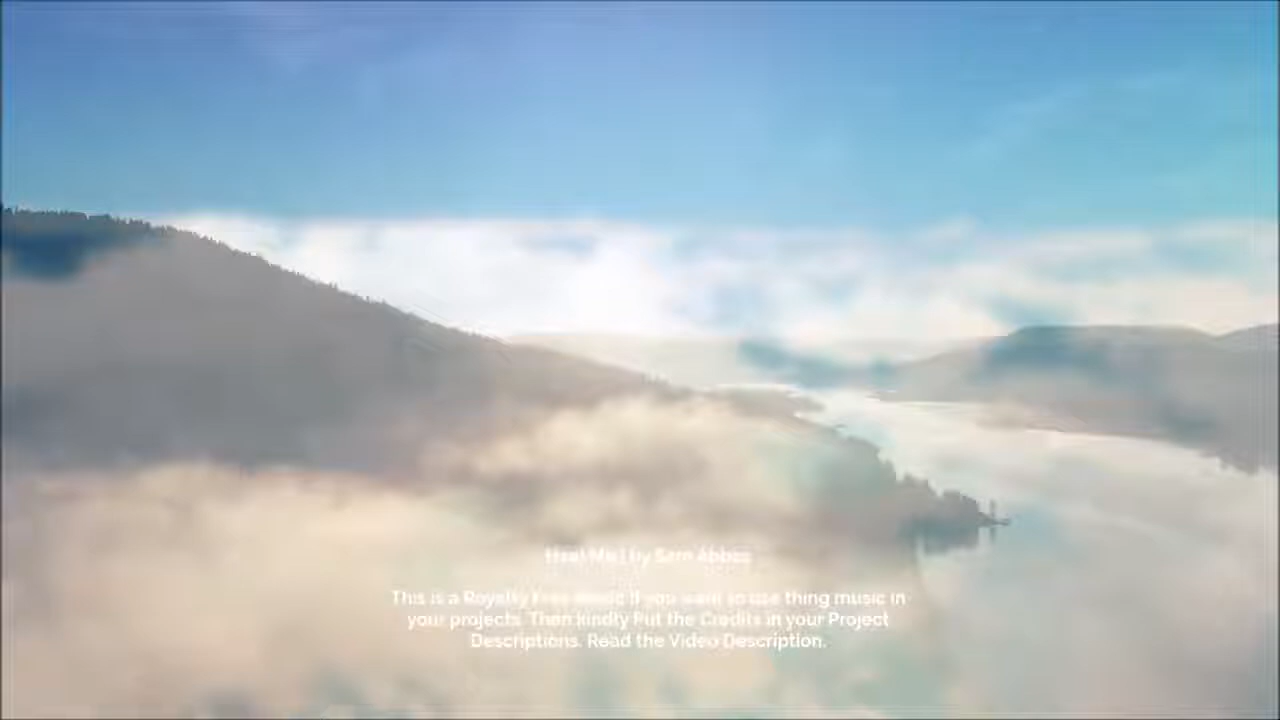 Heal Me | by Sam Abbas
This is a Royalty Free Music If you want to use thing music in
your projects. Then kindly Put the Credits in your Project
Descriptions. Read the Video Description.